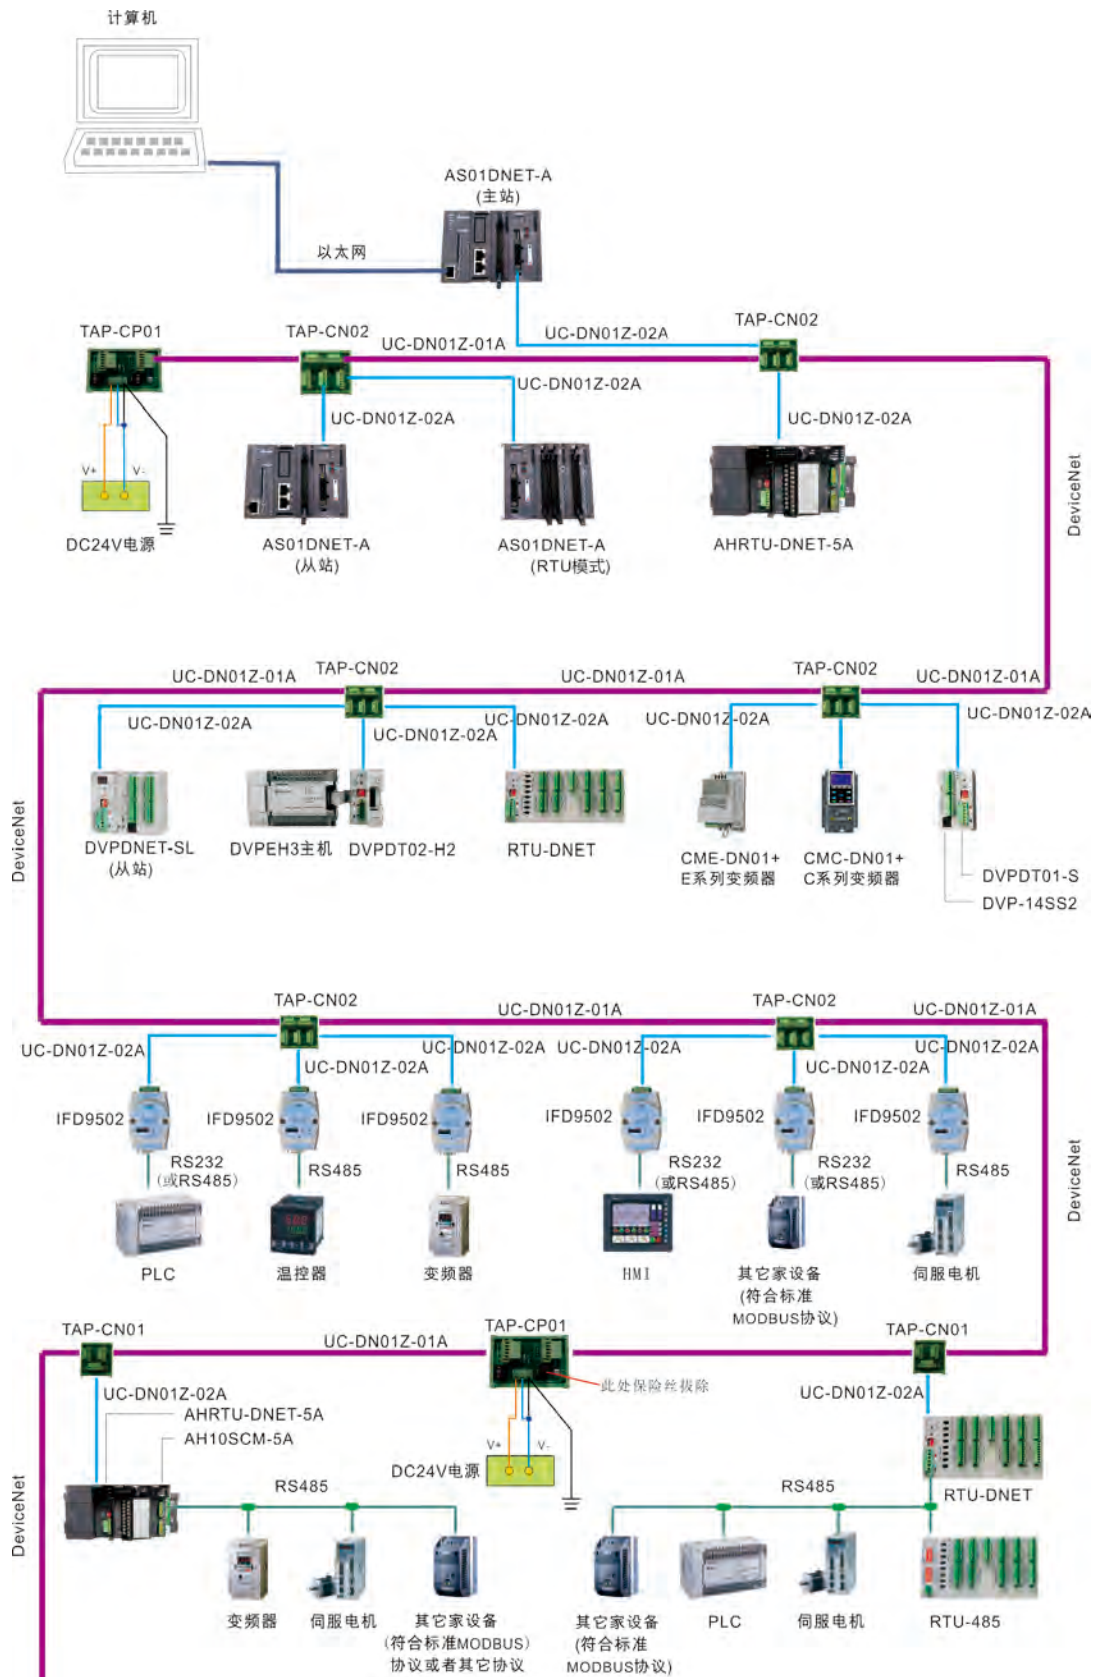 计算机
AS01DNET-A
(主站)
以太网
TAP-CP01
TAP-CN02
UC-DN01Z-01A
UC-DN01Z-02A
TAP-CN02
UC-DN01Z-02A
UC-DN01Z-02A
UC-DN01Z-02A
V+
V-
DC24V电源
AS01DNET-A
(从站)
AS01DNET-A
(RTU模式)
AHRTU-DNET-5A
DeviceNet
UC-DN01Z-01A
TAP-CN02
UC-DN01Z-01A
TAP-CN02
UC-DN01Z-01A
UC-DN01Z-02A
UC-DN01Z-02A
UC-DN01Z-02A
UC-DN01Z-02A
UC-DN01Z-02A
DeviceNet
DVPDNET-SL
(从站)
DVPEH3主机
DVPDT02-H2
RTU-DNET
CME-DN01+
E系列变频器
CMC-DN01+
C系列变频器
DVPDT01-S
DVP-14SS2
TAP-CN02
UC-DN01Z-01A
TAP-CN02
UC-DN01Z-01A
UC-DN01Z-02A
UC-DN01Z-02A
UC-DN01Z-02A
UC-DN01Z-02A
UC-DN01Z-02A
UC-DN01Z-02A
IFD9502
IFD9502
IFD9502
IFD9502
IFD9502
IFD9502
RS232
(或RS485)
RS485
RS485
RS232
(或RS485)
RS232
(或RS485)
RS485
DeviceNet
PLC
温控器
变频器
HMI
其它家设备
(符合标准
MODBUS协议)
伺服电机
TAP-CN01
UC-DN01Z-01A
TAP-CP01
TAP-CN01
此处保险丝拔除
UC-DN01Z-02A
UC-DN01Z-02A
AHRTU-DNET-5A
AH10SCM-5A
V+
V-
DC24V电源
RS485
RS485
RTU-DNET
DeviceNet
变频器
伺服电机
其它家设备
(符合标准MODBUS)
协议或者其它协议
其它家设备
(符合标准
MODBUS协议)
PLC
伺服电机
RTU-485